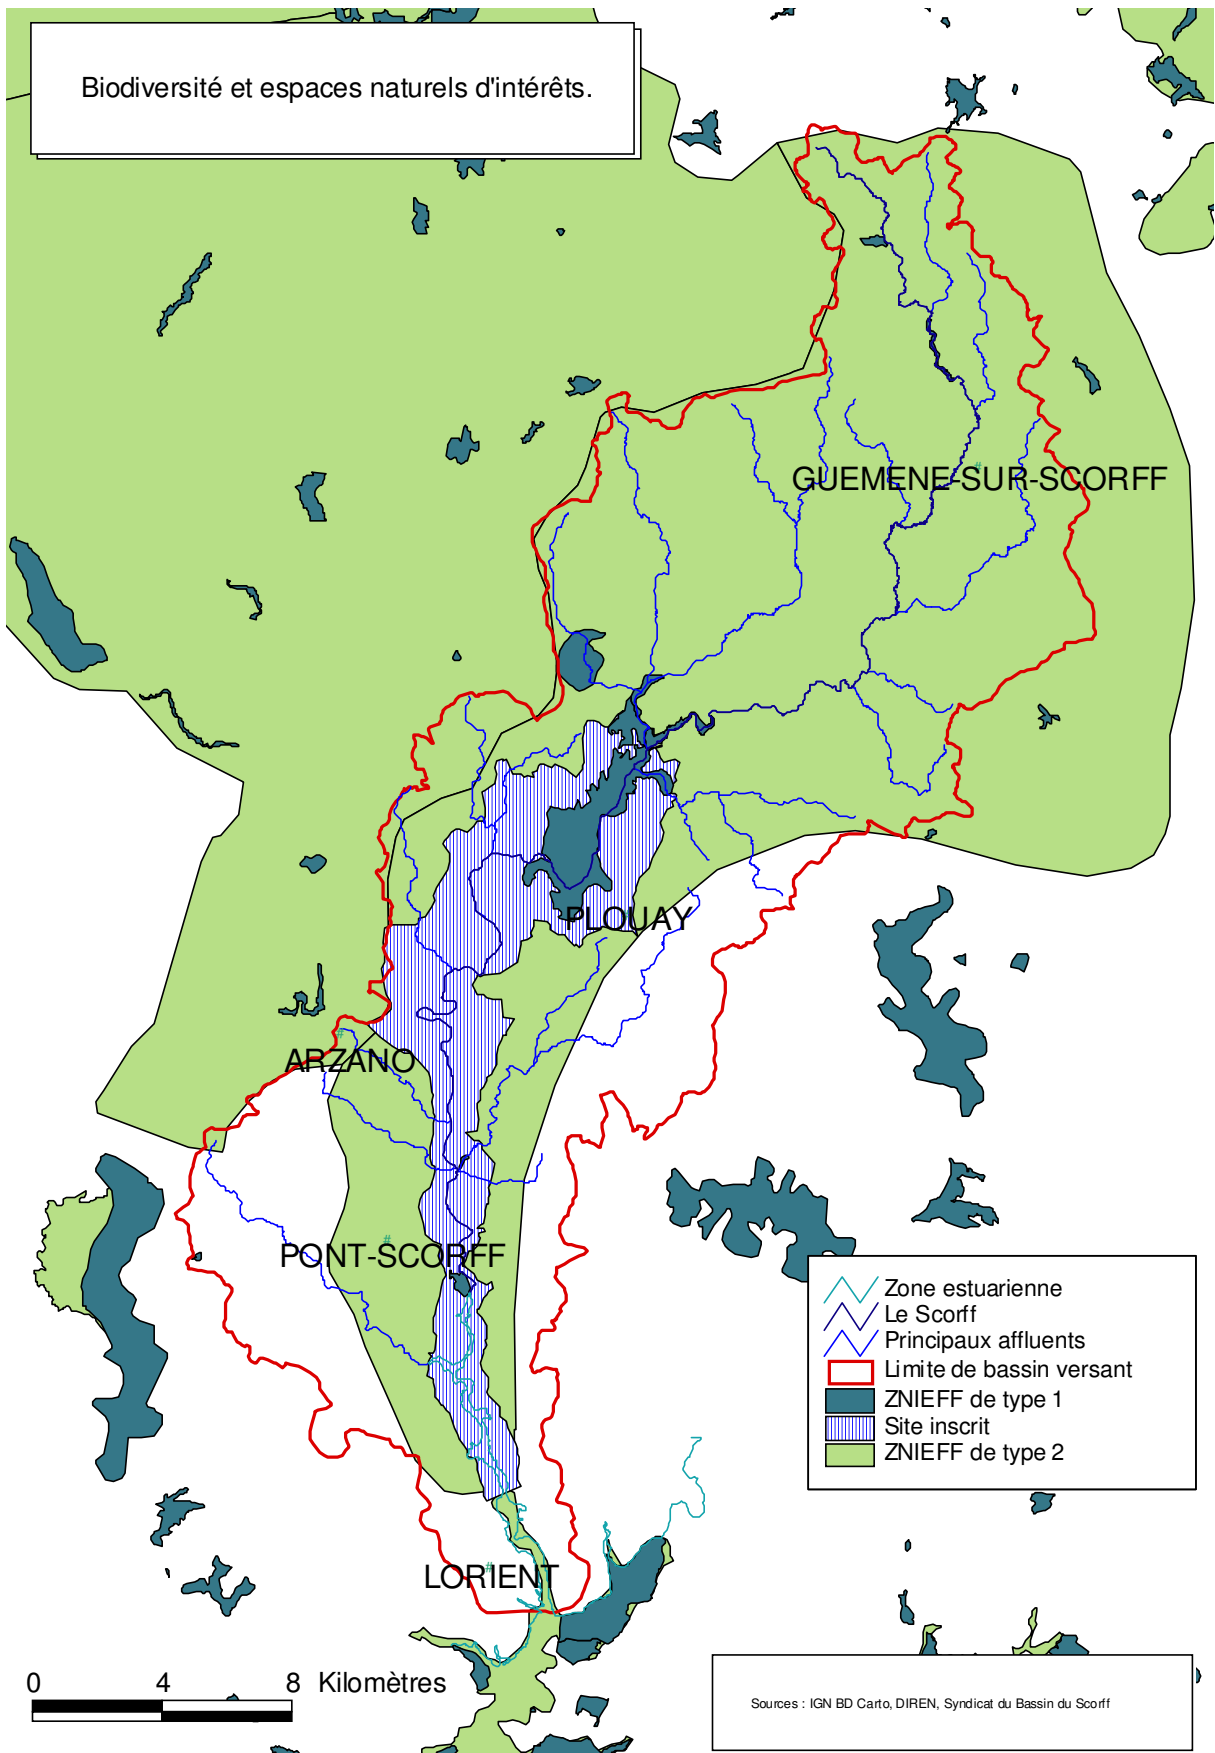 Biodiversité et espaces naturels d'intérêts.
GUEMENE-SUR-SCORFF
PLOUAY
ARZANO
PONT-SCORFF
Zone estuarienne
Le Scorff
Principaux affluents
Limite de bassin versant
ZNIEFF de type 1
Site inscrit
ZNIEFF de type 2
LORIENT
0 4 8 Kilomètres
Sources : IGN BD Carto, DIREN, Syndicat du Bassin du Scorff